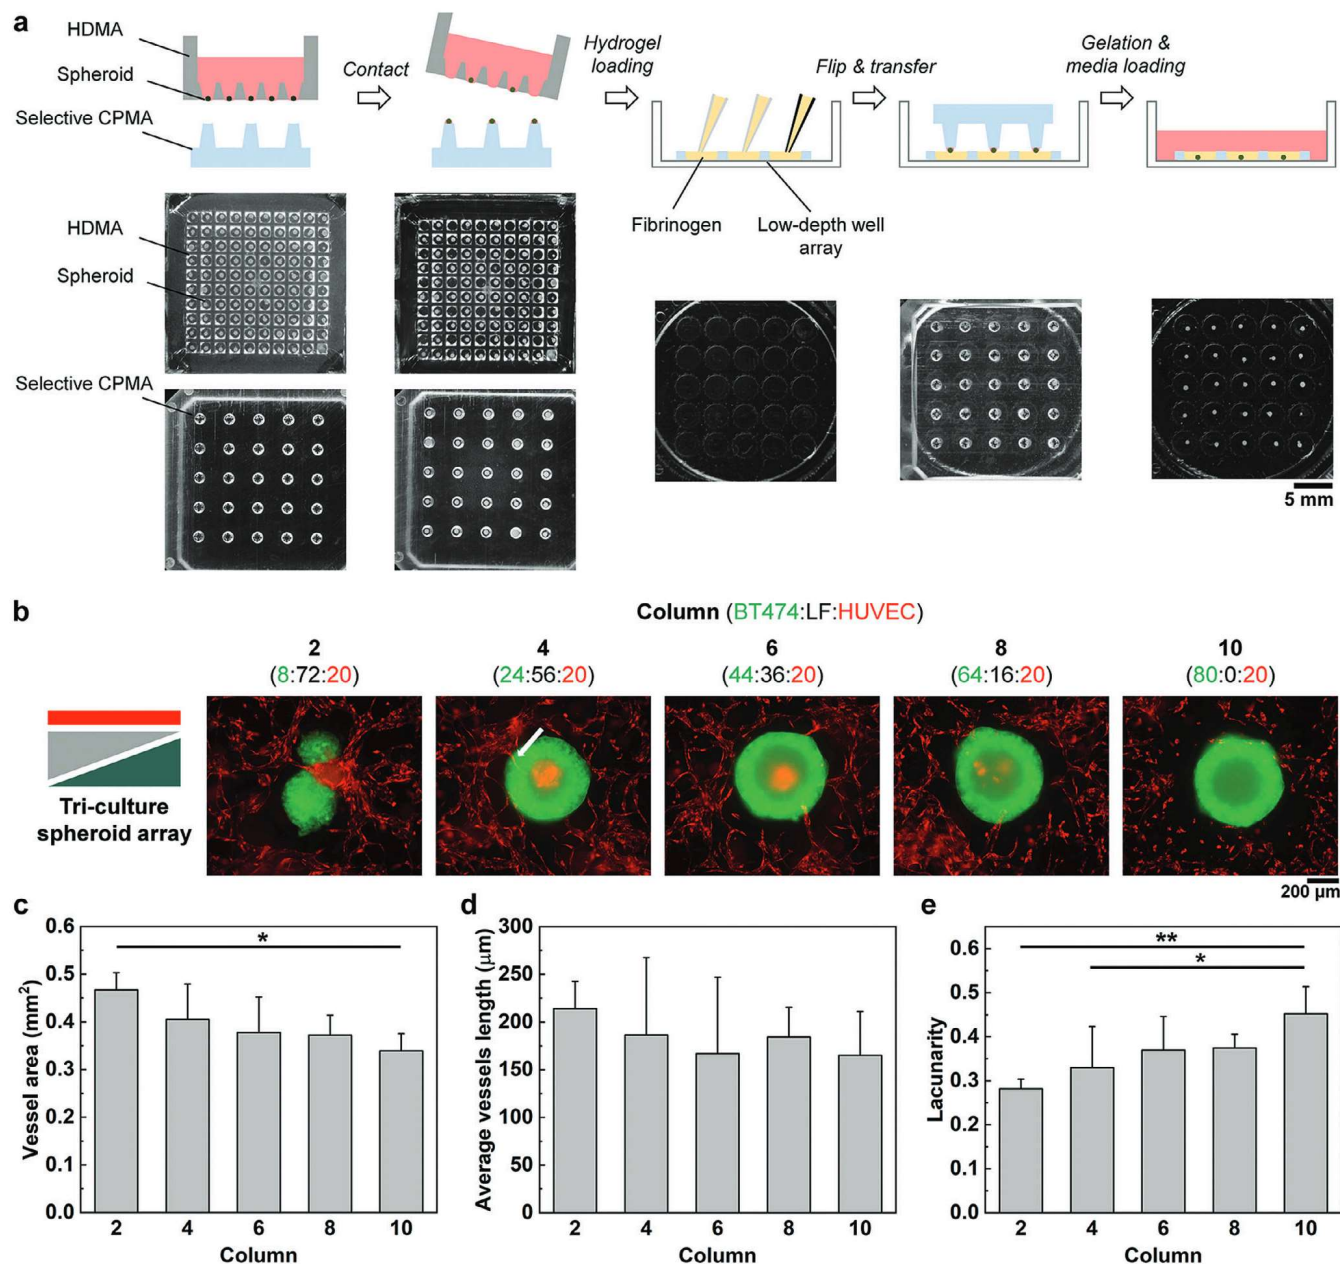 a
HDMA
Spheroid
Selective CPMA
Contact
Hydrogel
loading
Flip & transfer
Gelation &
media loading
Fibrinogen
Low-depth well
array
HDMA
Spheroid
Selective CPMA
5 mm
b
Column (BT474:LF:HUVEC)
2
(8:72:20)
4
(24:56:20)
6
(44:36:20)
8
(64:16:20)
10
(80:0:20)
Tri-culture
spheroid array
200 μm
c
Vessel area (mm²)
0.6
0.5
0.4
0.3
0.2
0.1
0.0
*
2 4 6 8 10
Column
d
Average vessels length (μm)
300
250
200
150
100
50
0
2 4 6 8 10
Column
e
Lacunarity
0.6
0.5
0.4
0.3
0.2
0.1
0.0
**
*
2 4 6 8 10
Column